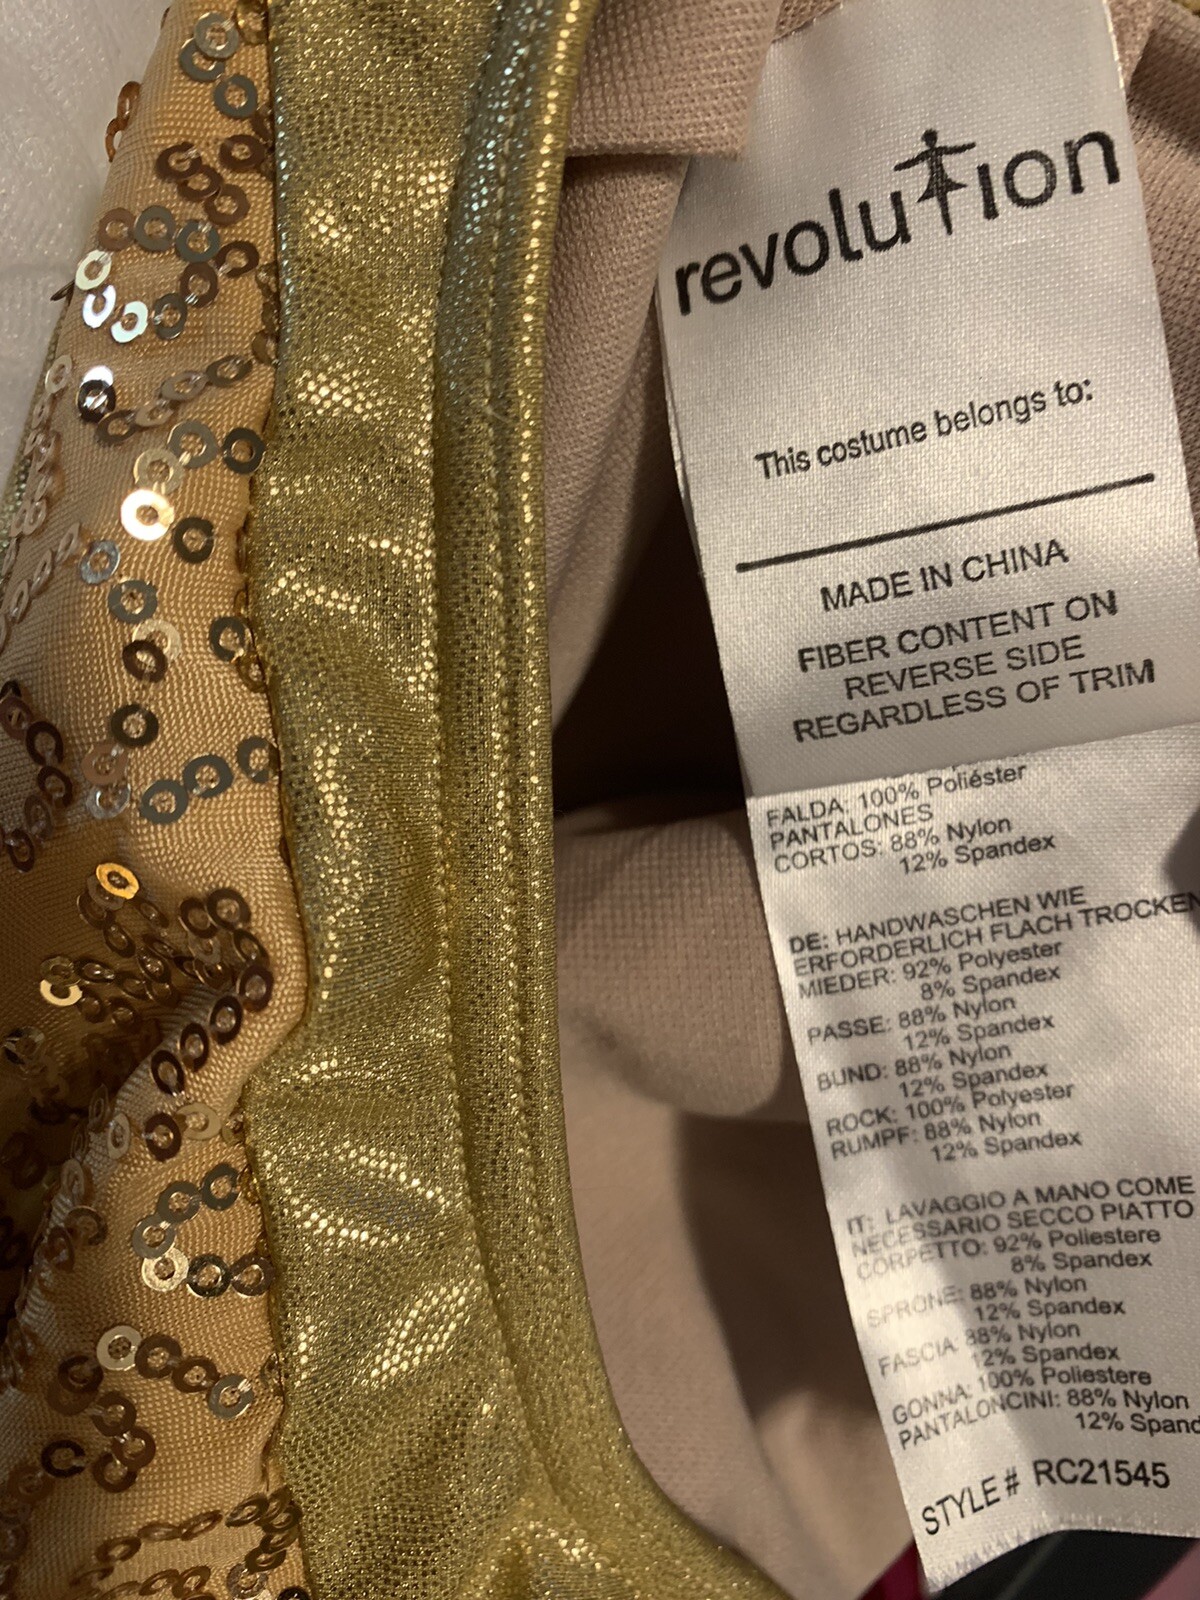 revolution
This costume belongs to:
MADE IN CHINA
FIBER CONTENT ON
REVERSE SIDE
REGARDLESS OF TRIM
FALDA: 100% Poliéster
PANTALONES
CORTOS: 88% Nylon
12% Spandex
DE: HANDWASCHEN WIE
ERFORDERLICH FLACH TROCKEN
MIEDER: 92% Polyester
8% Spandex
PASSE: 88% Nylon
12% Spandex
BUND: 88% Nylon
12% Spandex
ROCK: 100% Polyester
RUMPF: 88% Nylon
12% Spandex
IT: LAVAGGIO A MANO COME
NECESSARIO SECCO PIATTO
CORPETTO: 92% Poliestere
8% Spandex
SPRONE: 88% Nylon
12% Spandex
FASCIA 88% Nylon
12% Spandex
GONNA: 100% Poliestere
PANTALONCINI: 88% Nylon
12% Spand
STYLE# RC21545